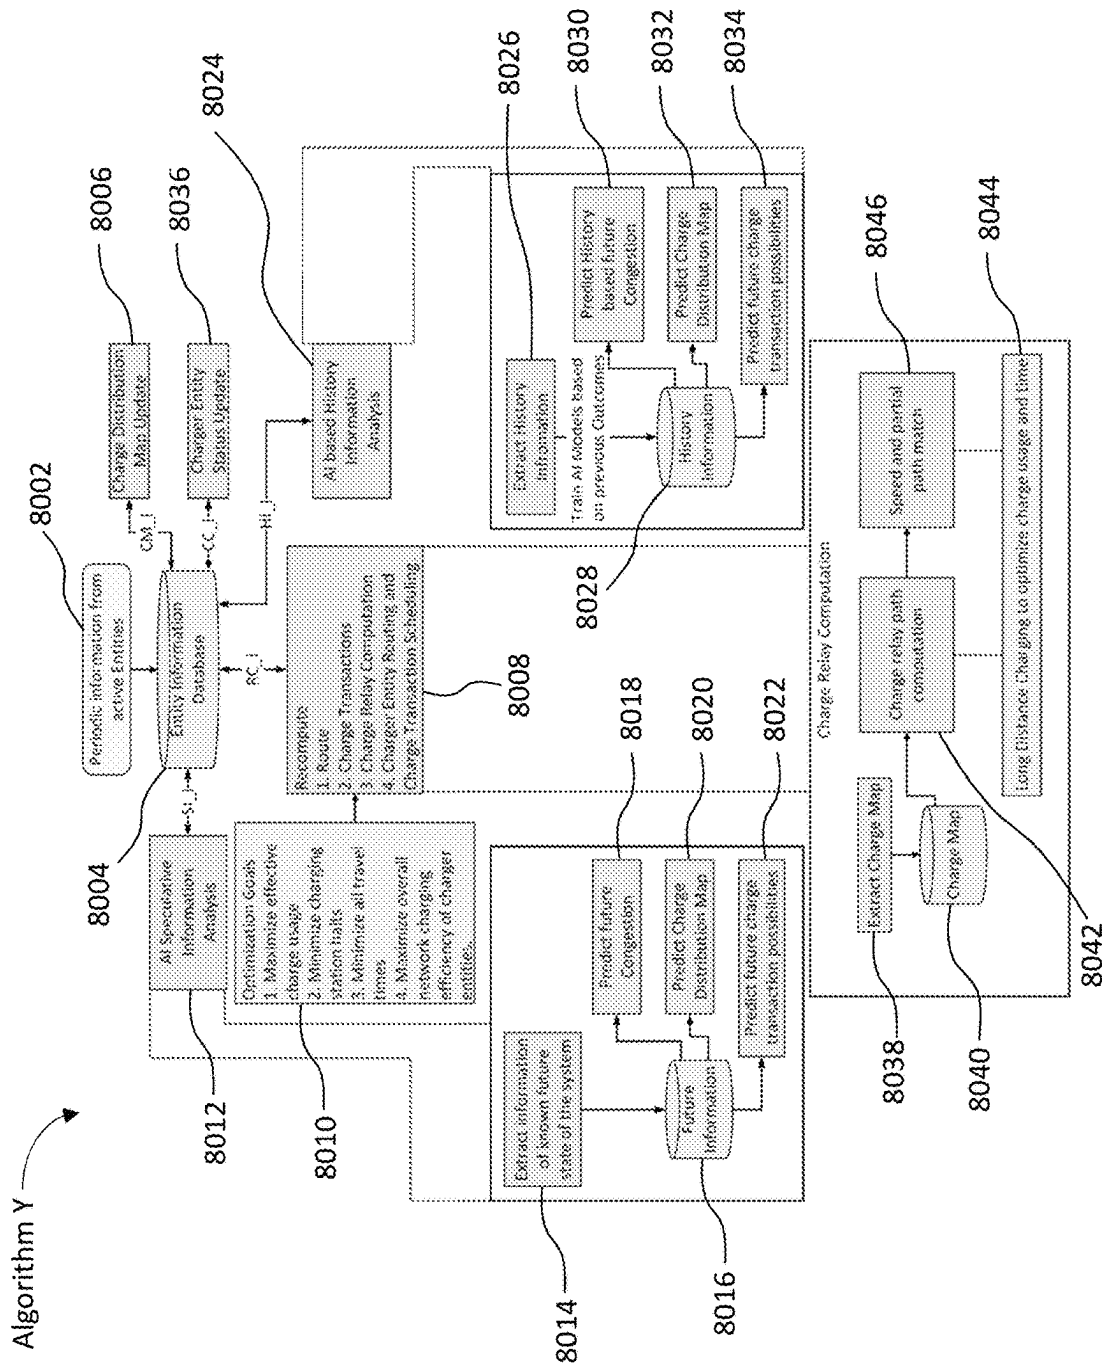 Algorithm Y
8002
Periodic information from
active Entities
8004
Entity Information
Database
8006
Charge Distribution
Map Update
8036
Charger Entity
Status Update
8024
AI based History
Information
Analysis
CM_i
CC_i
HI_i
RC_i
SI_i
8012
AI Speculative
Information
Analysis
8010
Optimization Goals
1. Maximize effective
charge usage
2. Minimize charging
station halts
3. Minimize all travel
times
4. Maximize overall
network charging
efficiency of charger
entities.
8008
Recompute
1. Route
2. Charge Transactions
3. Charge Relay Computation
4. Charger Entity Routing and
Charge Transaction Scheduling
8014
Extract information
of known future
state of the system
8016
Future
Information
8018
Predict future
Congestion
8020
Predict Charge
Distribution Map
8022
Predict future charge
transaction possibilities
8026
Extract History
Infromation
Train AI Models based
on previous Outcomes
8028
History
Information
8030
Predict History
based future
Congestion
8032
Predict Charge
Distribution Map
8034
Predict future charge
transaction possibilities
Charge Relay Computation
8038
Extract Charge Map
8040
Charge Map
8042
Charge relay path
computation
8046
Speed and partial
path match
8044
Long Distance Charging to optimize charge usage and time